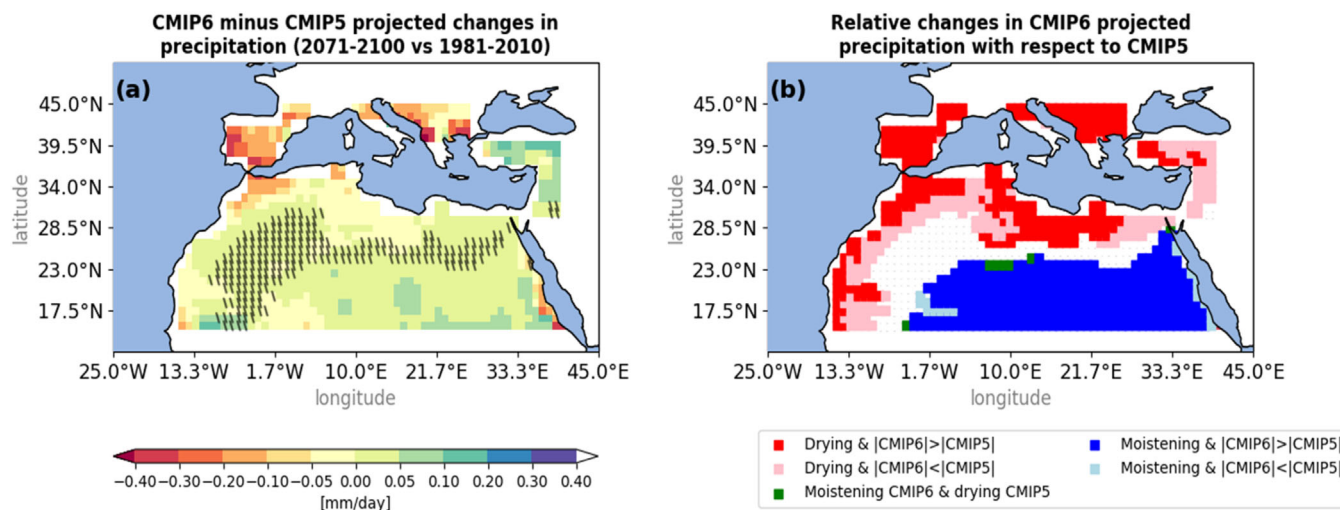 CMIP6 minus CMIP5 projected changes in
precipitation (2071-2100 vs 1981-2010)
(a)
45.0°N
39.5°N
34.0°N
28.5°N
23.0°N
17.5°N
latitude
25.0°W 13.3°W 1.7°W 10.0°E 21.7°E 33.3°E 45.0°E
longitude
−0.40 −0.30 −0.20 −0.10 −0.05 0.00 0.05 0.10 0.20 0.30 0.40
[mm/day]
Relative changes in CMIP6 projected
precipitation with respect to CMIP5
(b)
45.0°N
39.5°N
34.0°N
28.5°N
23.0°N
17.5°N
latitude
25.0°W 13.3°W 1.7°W 10.0°E 21.7°E 33.3°E 45.0°E
longitude
Drying & |CMIP6|>|CMIP5|
Drying & |CMIP6|<|CMIP5|
Moistening CMIP6 & drying CMIP5
Moistening & |CMIP6|>|CMIP5|
Moistening & |CMIP6|<|CMIP5|